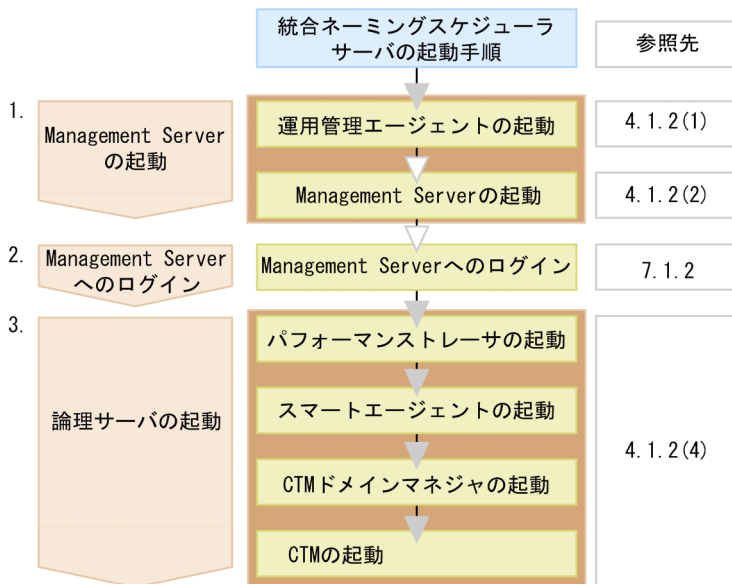 統合ネーミングスケジューラ
サーバの起動手順
参照先
1.
Management Server
の起動
運用管理エージェントの起動
4.1.2(1)
Management Serverの起動
4.1.2(2)
2.
Management Server
へのログイン
Management Serverへのログイン
7.1.2
3.
論理サーバの起動
パフォーマンストレーサの起動
スマートエージェントの起動
CTMドメインマネジャの起動
CTMの起動
4.1.2(4)